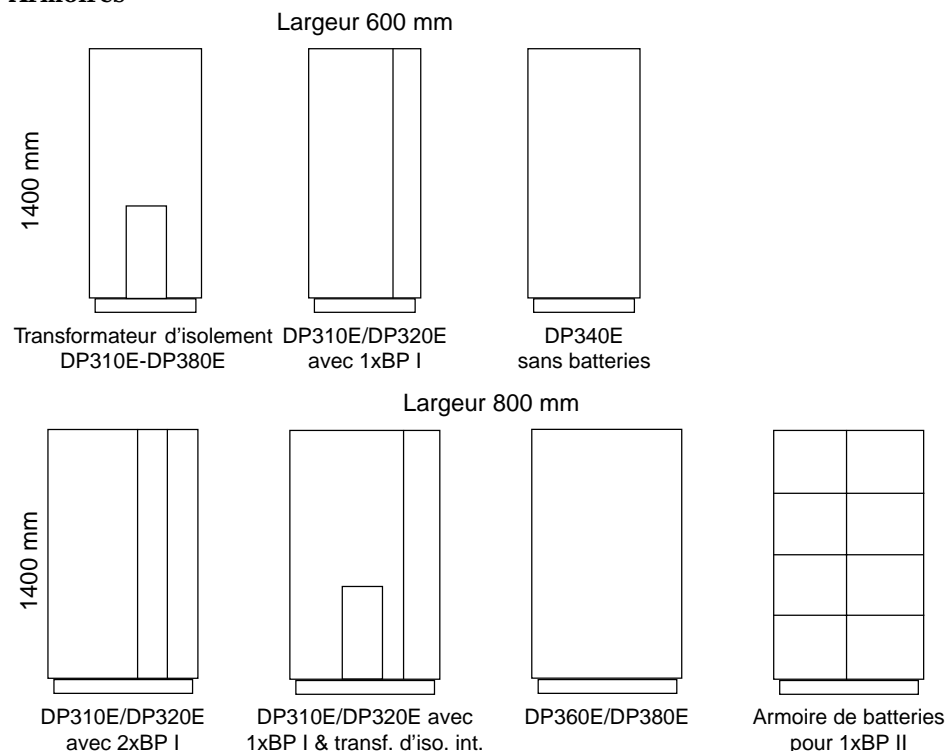 Armoires
Largeur 600 mm
1400 mm
Transformateur d'isolement
DP310E-DP380E
DP310E/DP320E
avec 1xBP I
DP340E
sans batteries
Largeur 800 mm
1400 mm
DP310E/DP320E
avec 2xBP I
DP310E/DP320E avec
1xBP I & transf. d'iso. int.
DP360E/DP380E
Armoire de batteries
pour 1xBP II